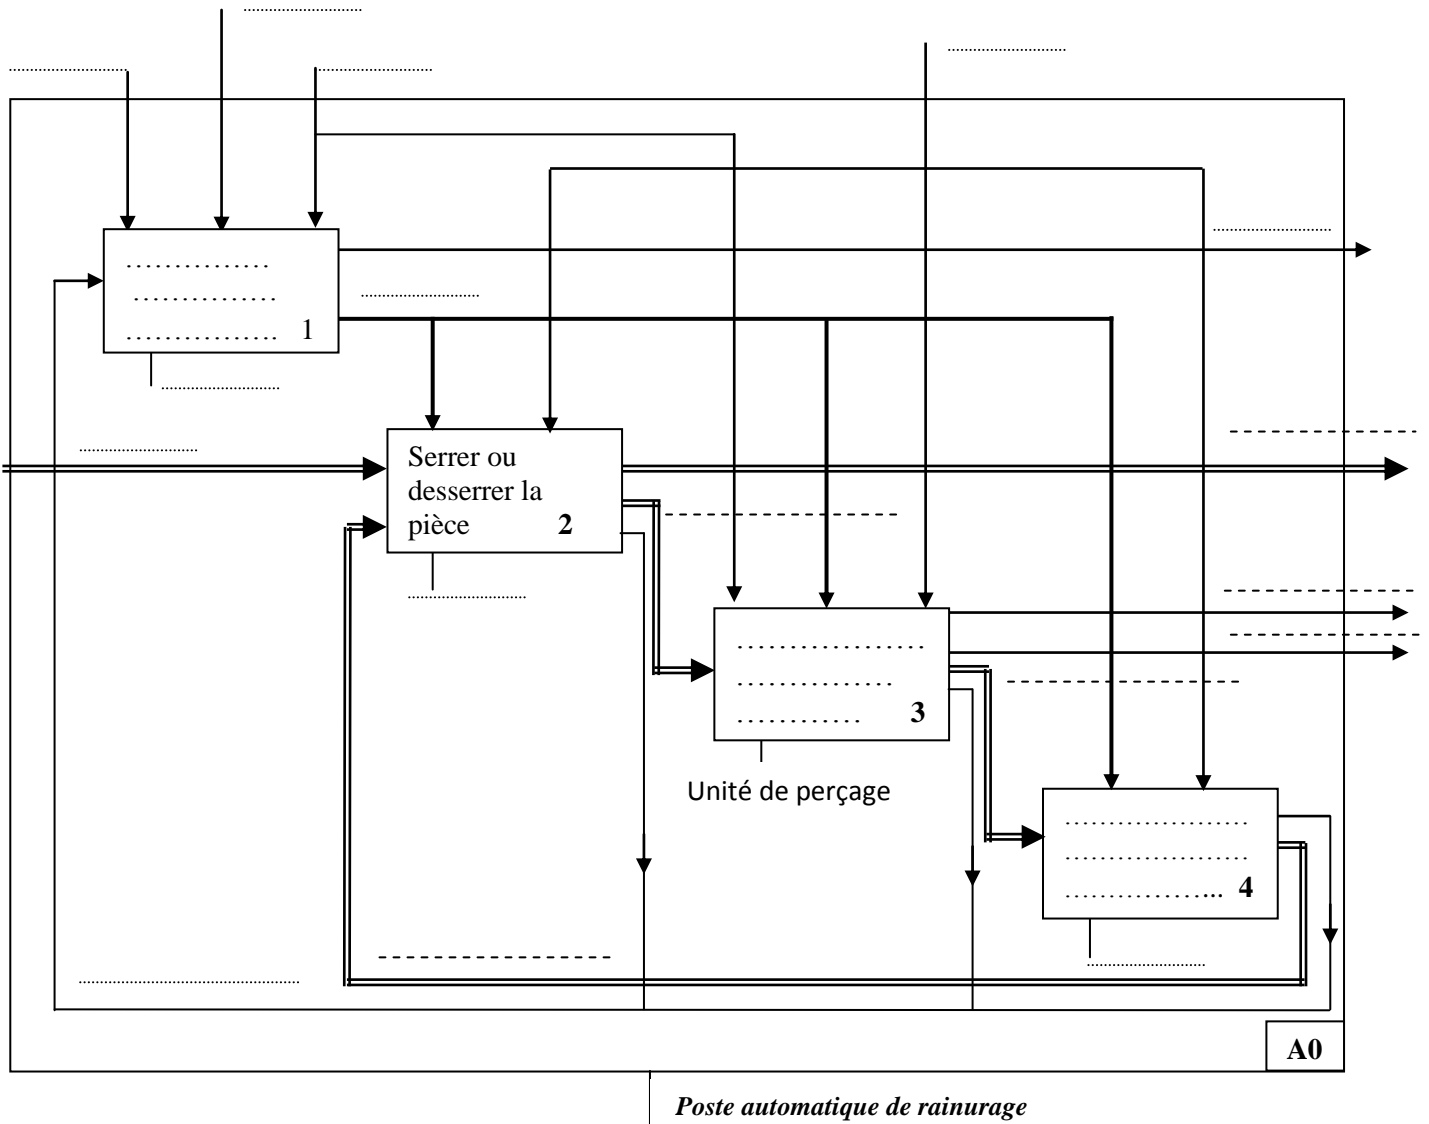 1
Serrer ou
desserrer la
pièce 2
3
Unité de perçage
4
A0
Poste automatique de rainurage